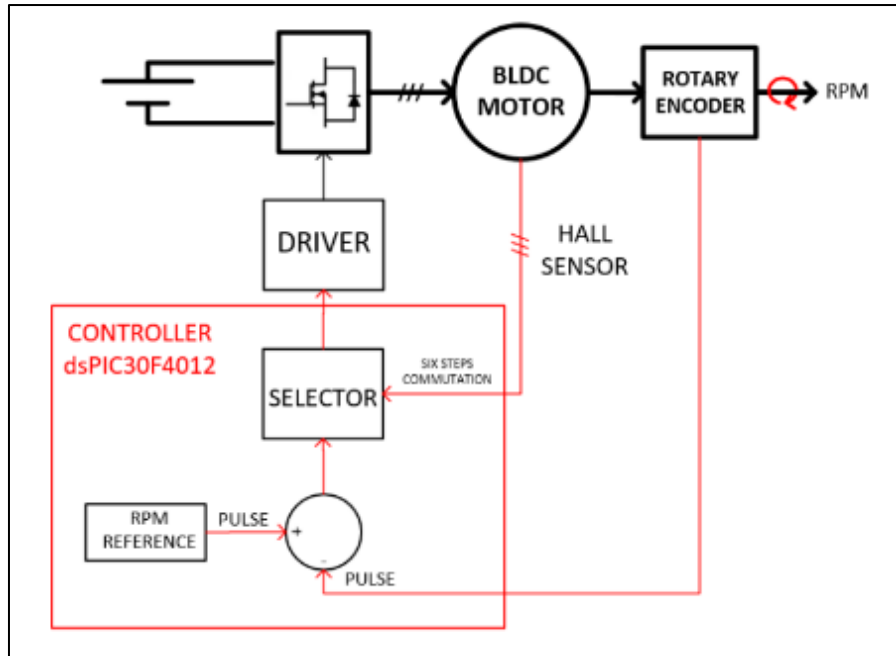 BLDC
MOTOR
ROTARY
ENCODER
RPM
DRIVER
HALL
SENSOR
CONTROLLER
dsPIC30F4012
SELECTOR
SIX STEPS
COMMUTATION
RPM
REFERENCE
PULSE
+
-
PULSE